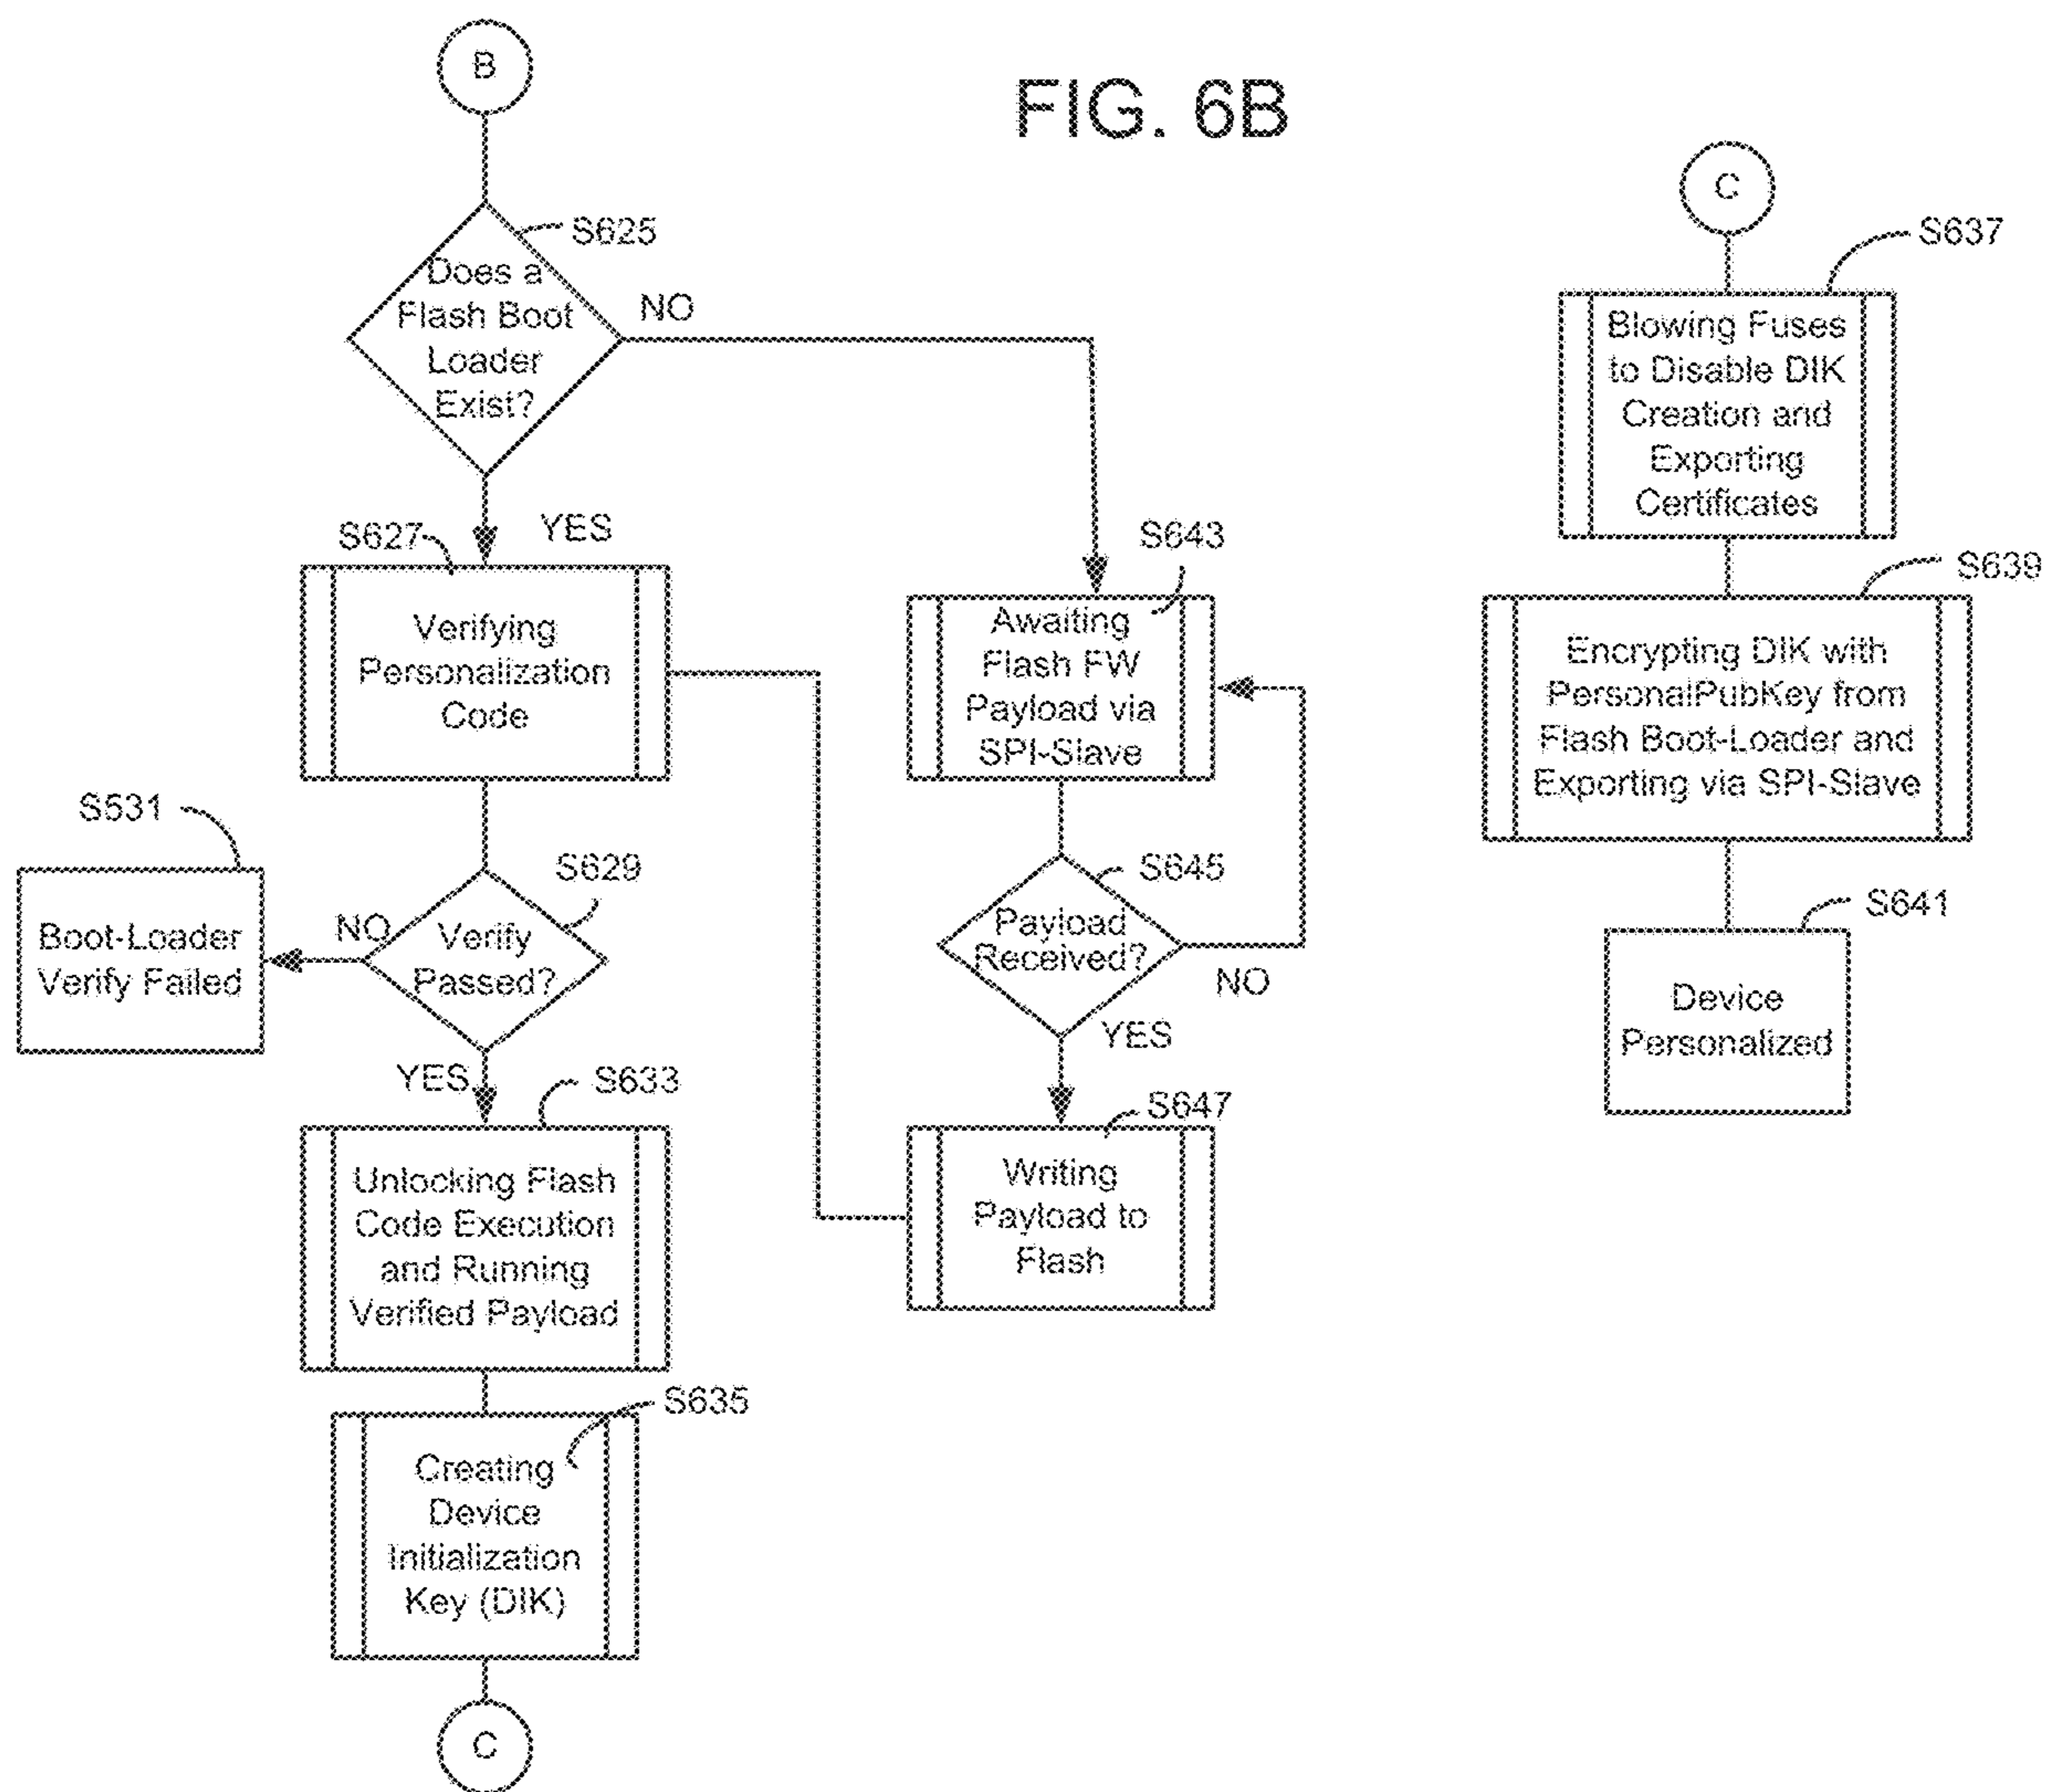 B
FIG. 6B
S625
Does a
Flash Boot
Loader
Exist?
NO
YES
S627
Verifying
Personalization
Code
S531
Boot-Loader
Verify Failed
NO
S629
Verify
Passed?
YES
S633
Unlocking Flash
Code Execution
and Running
Verified Payload
S635
Creating
Device
Initialization
Key (DIK)
C
S643
Awaiting
Flash FW
Payload via
SPI-Slave
S645
Payload
Received?
NO
YES
S647
Writing
Payload to
Flash
C
S637
Blowing Fuses
to Disable DIK
Creation and
Exporting
Certificates
S639
Encrypting DIK with
PersonalPubKey from
Flash Boot-Loader and
Exporting via SPI-Slave
S641
Device
Personalized